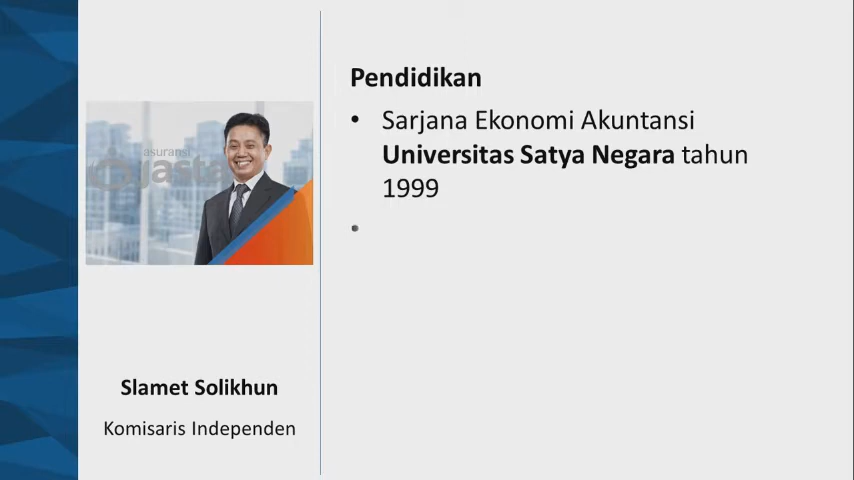 asuransi
jasta
Pendidikan
• Sarjana Ekonomi Akuntansi
Universitas Satya Negara tahun
1999
•
Slamet Solikhun
Komisaris Independen